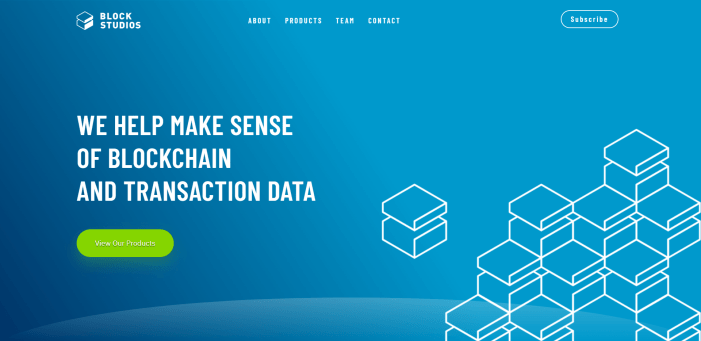 BLOCK
STUDIOS
ABOUT PRODUCTS TEAM CONTACT
Subscribe
WE HELP MAKE SENSE
OF BLOCKCHAIN
AND TRANSACTION DATA
View Our Products